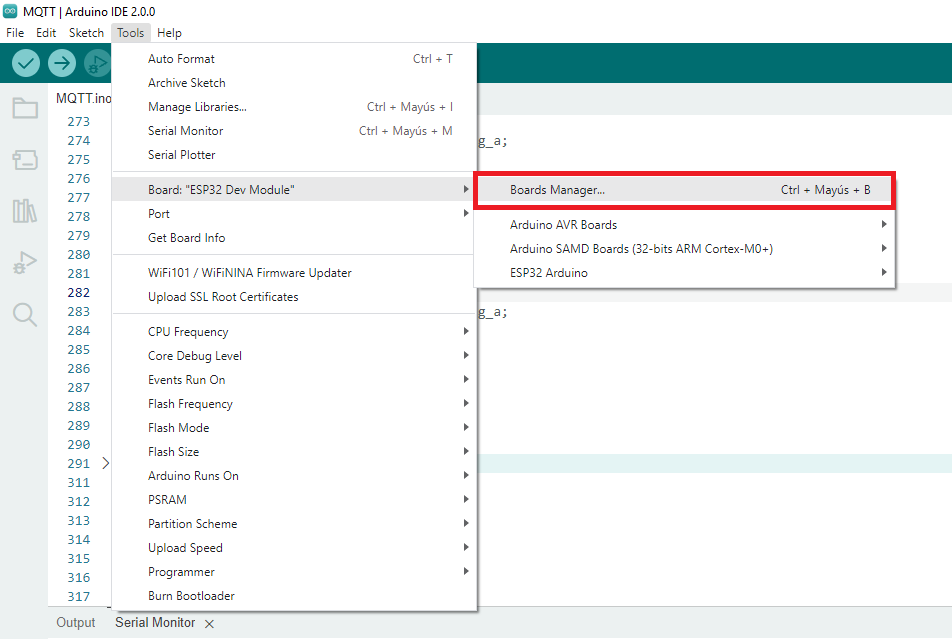 MQTT | Arduino IDE 2.0.0
File Edit Sketch Tools Help
MQTT.ino
273
274
275
276
277
278
279
280
281
282
283
284
285
286
287
288
289
290
291
311
312
313
314
315
316
317
g_a;
g_a;
Auto Format Ctrl + T
Archive Sketch
Manage Libraries... Ctrl + Mayús + I
Serial Monitor Ctrl + Mayús + M
Serial Plotter
Board: "ESP32 Dev Module"
Port
Get Board Info
WiFi101 / WiFiNINA Firmware Updater
Upload SSL Root Certificates
CPU Frequency
Core Debug Level
Events Run On
Flash Frequency
Flash Mode
Flash Size
Arduino Runs On
PSRAM
Partition Scheme
Upload Speed
Programmer
Burn Bootloader
Boards Manager... Ctrl + Mayús + B
Arduino AVR Boards
Arduino SAMD Boards (32-bits ARM Cortex-M0+)
ESP32 Arduino
Output Serial Monitor